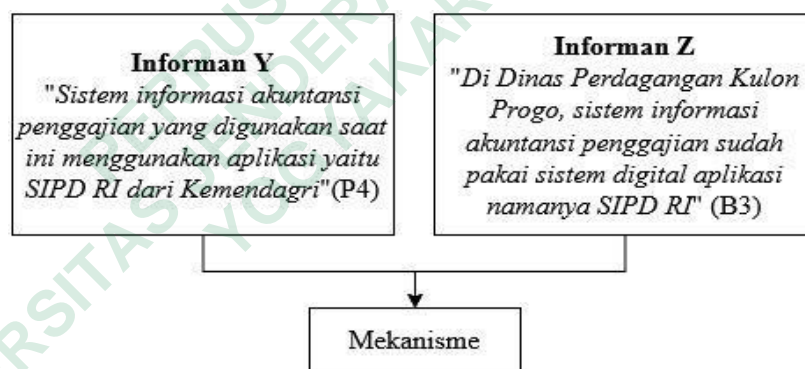 Informan Y
"Sistem informasi akuntansi
penggajian yang digunakan saat
ini menggunakan aplikasi yaitu
SIPD RI dari Kemendagri"(P4)
Informan Z
"Di Dinas Perdagangan Kulon
Progo, sistem informasi
akuntansi penggajian sudah
pakai sistem digital aplikasi
namanya SIPD RI" (B3)
Mekanisme